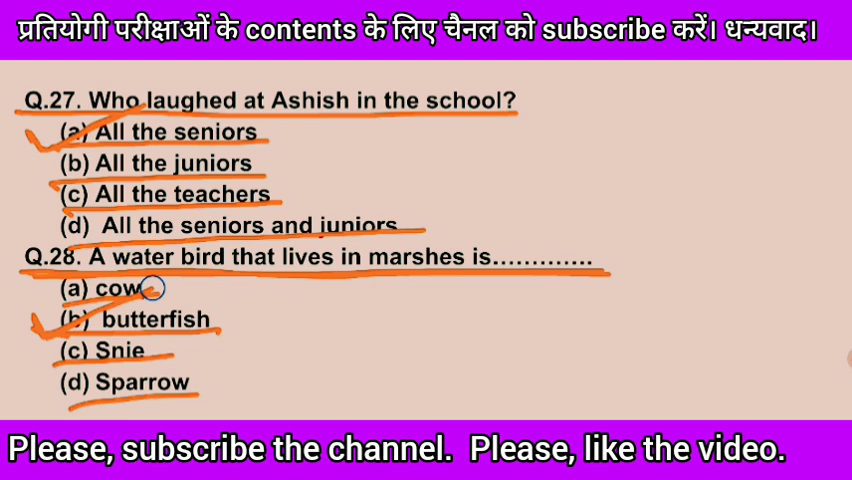 प्रतियोगी परीक्षाओं के contents के लिए चैनल को subscribe करें। धन्यवाद।
Q.27. Who laughed at Ashish in the school?
(a) All the seniors
(b) All the juniors
(c) All the teachers
(d) All the seniors and juniors
Q.28. A water bird that lives in marshes is.............
(a) cow
(b) butterfish
(c) Snie
(d) Sparrow
Please, subscribe the channel. Please, like the video.